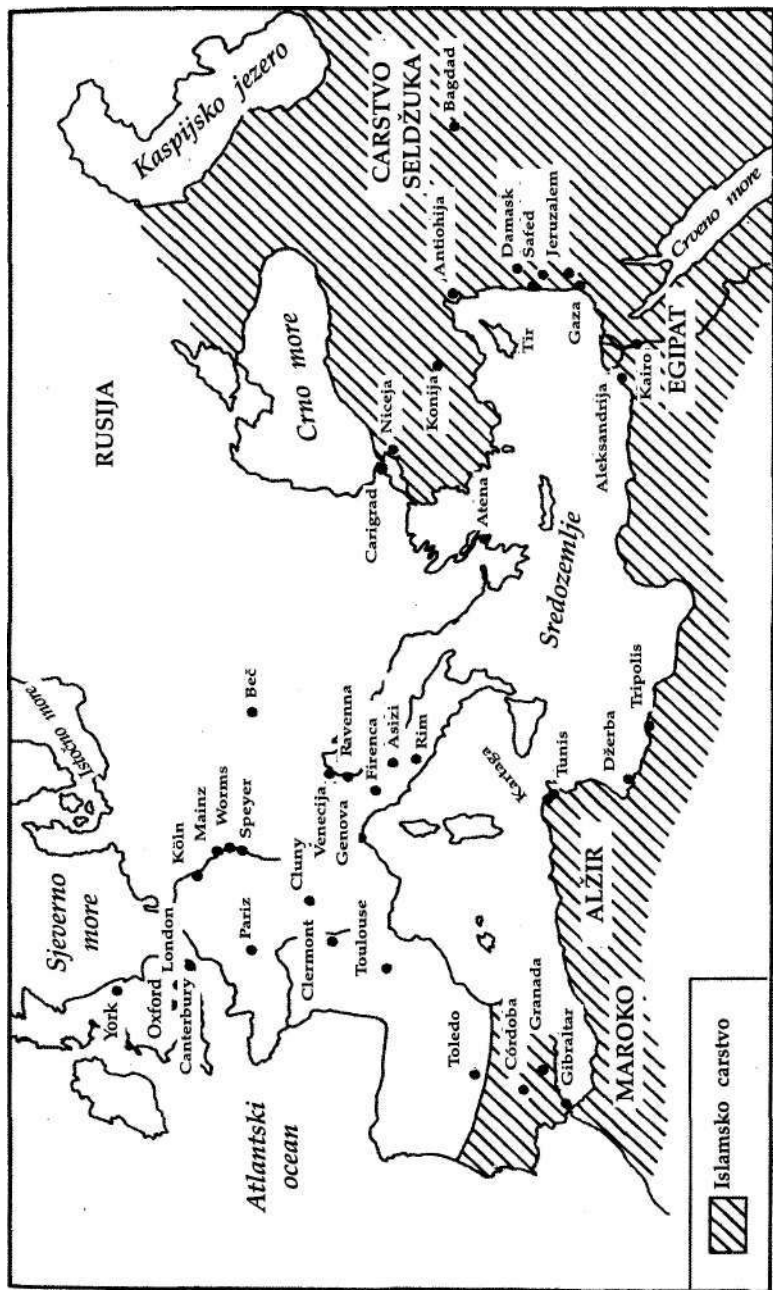 Sjeverno
more
Istočno more
RUSIJA
Kaspijsko jezero
York
Oxford
London
Canterbury
Köln
Mainz
Worms
Speyer
Beč
Pariz
Atlantski
ocean
Cluny
Clermont
Toulouse
Venecija
Genova
Ravenna
Firenca
Asizi
Rim
Crno more
Carigrad
Niceja
Konija
Atena
CARSTVO
SELDŽUKA
Bagdad
Antiohija
Damask
Safed
Jeruzalem
Tir
Gaza
Toledo
Córdoba
Granada
Gibraltar
Kartaga
Tunis
Džerba
Tripolis
Sredozemlje
Aleksandrija
Kairo
EGIPAT
Crveno more
MAROKO
ALŽIR
Islamsko carstvo